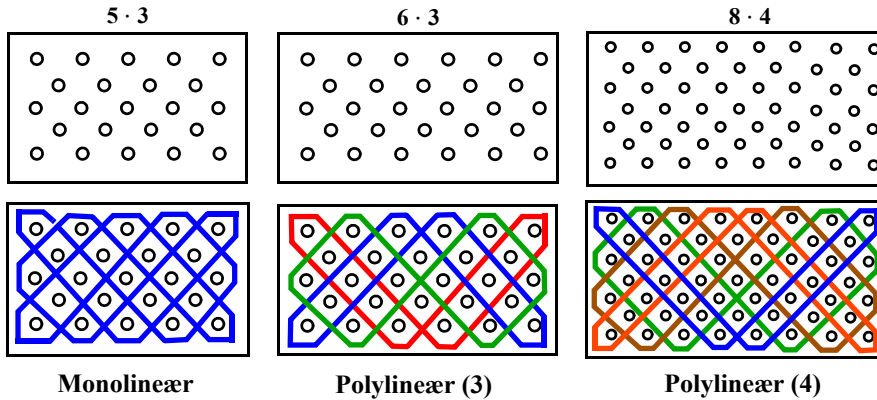 5 · 3
6 · 3
8 · 4
Monolineær
Polylineær (3)
Polylineær (4)